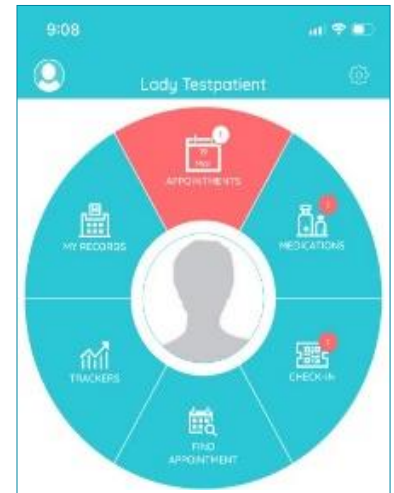 9:08
Lady Testpatient
APPOINTMENTS
MY RECORDS
MEDICATIONS
TRACKERS
CHECK-IN
FIND
APPOINTMENT